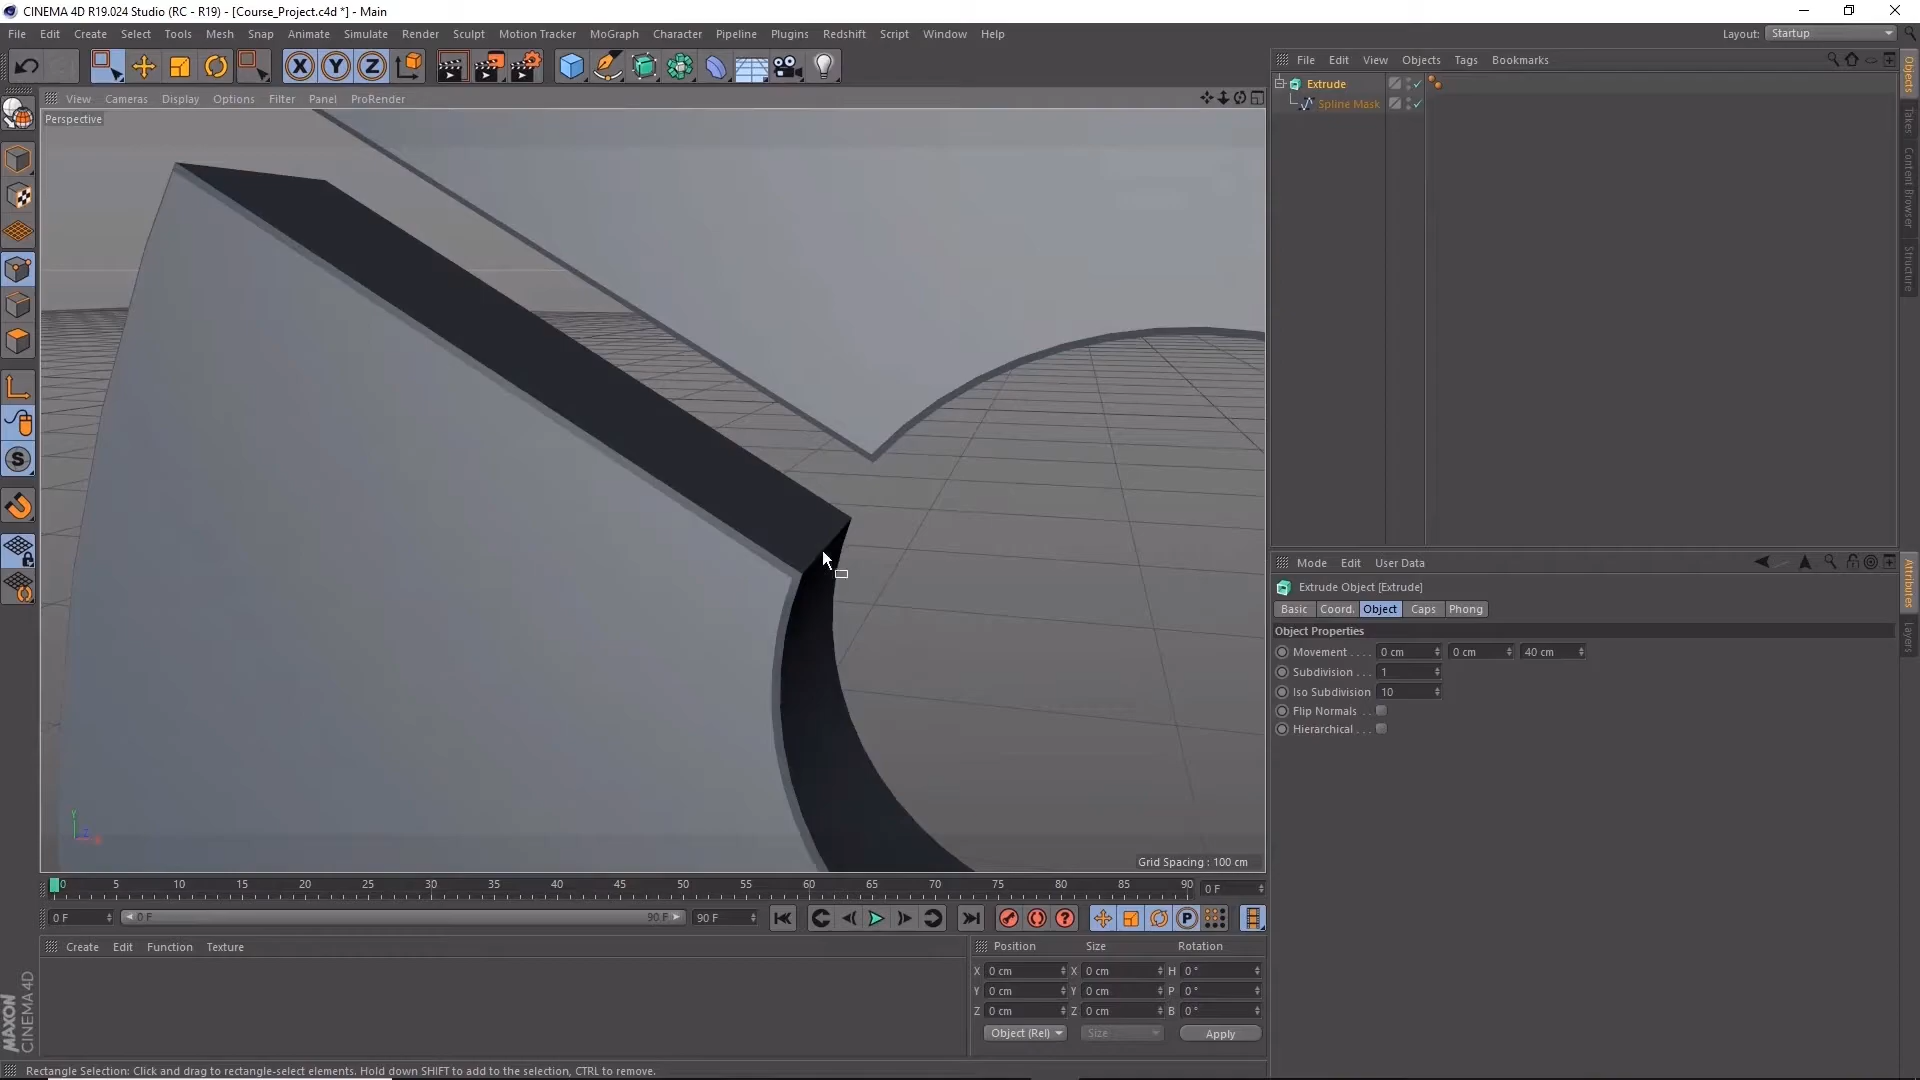 CINEMA 4D R19.024 Studio (RC - R19) - [Course_Project.c4d *] - Main
File Edit Create Select Tools Mesh Snap Animate Simulate Render Sculpt Motion Tracker MoGraph Character Pipeline Plugins Redshift Script Window Help
Layout: Startup
X Y Z
File Edit View Objects Tags Bookmarks
Extrude
Spline Mask
View Cameras Display Options Filter Panel ProRender
Perspective
Objects
Takes
Content Browser
Structure
S
Y
Z
Grid Spacing : 100 cm
Mode Edit User Data
Extrude Object [Extrude]
Basic Coord. Object Caps Phong
Object Properties
Movement . . . . 0 cm 0 cm 40 cm
Subdivision . . . 1
Iso Subdivision 10
Flip Normals . .
Hierarchical . . .
Attributes
Layers
0 5 10 15 20 25 30 35 40 45 50 55 60 65 70 75 80 85 90 0 F
0 F 0 F 90 F 90 F ? P
Create Edit Function Texture
Position Size Rotation
X 0 cm X 0 cm H 0 °
Y 0 cm Y 0 cm P 0 °
Z 0 cm Z 0 cm B 0 °
Object (Rel) Size Apply
MAXON
CINEMA 4D
Rectangle Selection: Click and drag to rectangle-select elements. Hold down SHIFT to add to the selection, CTRL to remove.